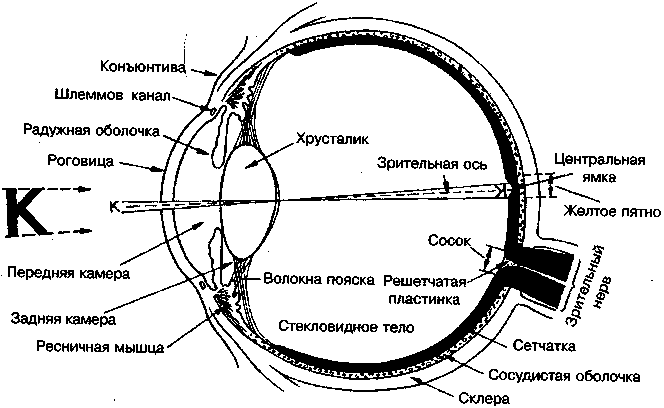 Конъюнтива
Шлеммов канал
Радужная оболочка
Роговица
Хрусталик
Зрительная ось
Центральная
ямка
Желтое пятно
К
К
К
Передняя камера
Задняя камера
Ресничная мышца
Волокна пояска
Стекловидное тело
Сосок
Решетчатая
пластинка
Зрительный
нерв
Сетчатка
Сосудистая оболочка
Склера